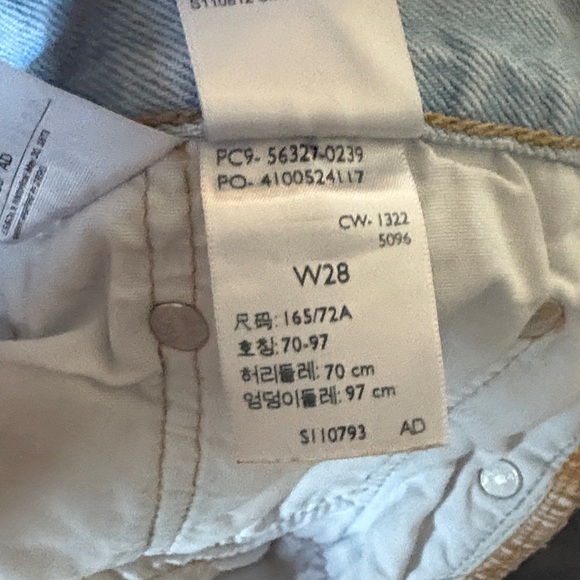 PC9- 56327-0239
PO- 4100524117
CW- 1322
5096
W28
尺码: 165/72A
호칭: 70-97
허리둘레: 70 cm
엉덩이둘레: 97 cm
S110793 AD
AD